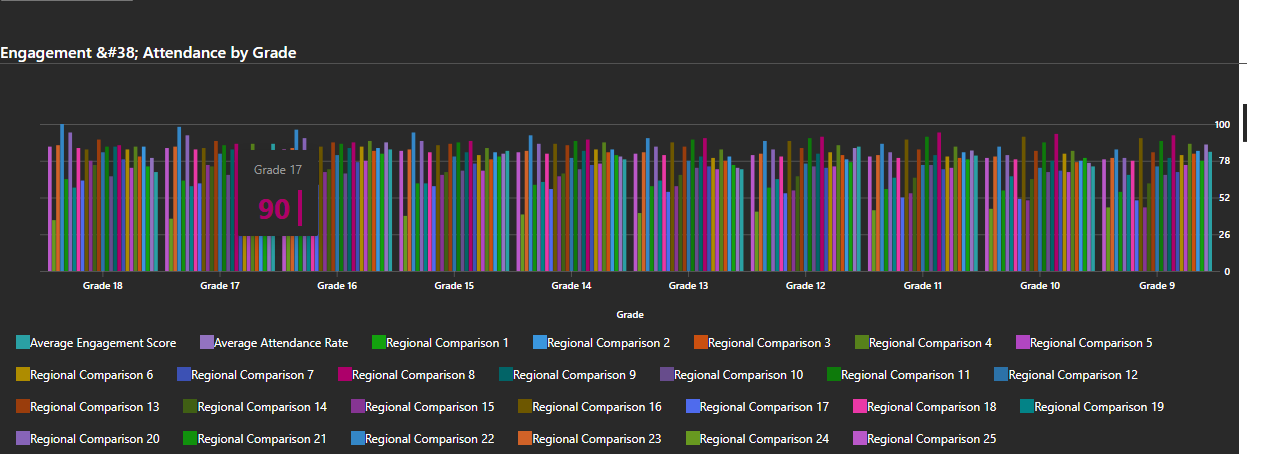 Engagement &#38; Attendance by Grade
100
78
52
26
0
Grade 17
90
Grade 18 Grade 17 Grade 16 Grade 15 Grade 14 Grade 13 Grade 12 Grade 11 Grade 10 Grade 9
Grade
Average Engagement Score Average Attendance Rate Regional Comparison 1 Regional Comparison 2 Regional Comparison 3 Regional Comparison 4 Regional Comparison 5
Regional Comparison 6 Regional Comparison 7 Regional Comparison 8 Regional Comparison 9 Regional Comparison 10 Regional Comparison 11 Regional Comparison 12
Regional Comparison 13 Regional Comparison 14 Regional Comparison 15 Regional Comparison 16 Regional Comparison 17 Regional Comparison 18 Regional Comparison 19
Regional Comparison 20 Regional Comparison 21 Regional Comparison 22 Regional Comparison 23 Regional Comparison 24 Regional Comparison 25